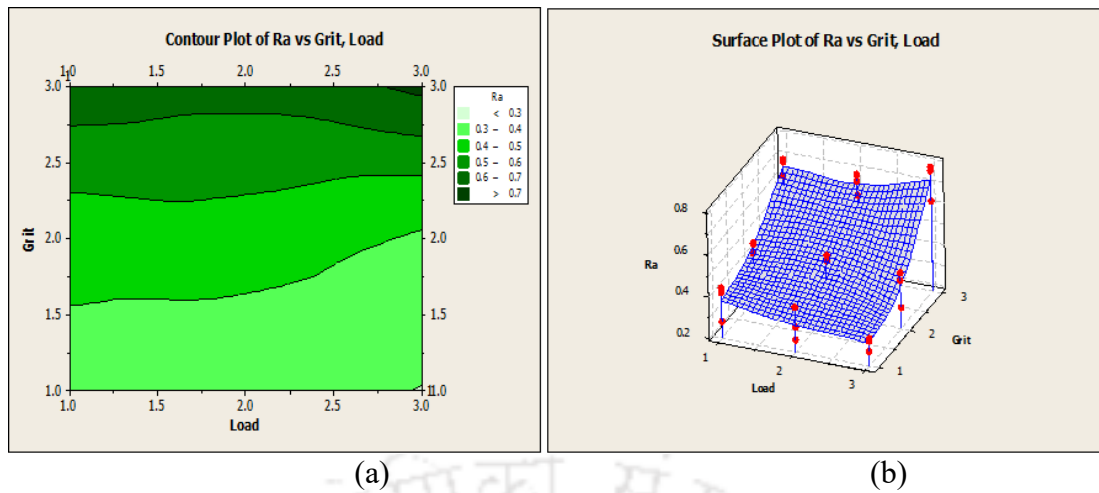 Contour Plot of Ra vs Grit, Load
1.0 1.5 2.0 2.5 3.0
3.0 3.0
2.5 2.5
2.0 2.0
1.5 1.5
1.0 1.0
1.0 1.5 2.0 2.5 3.0
Grit
Load
Ra
< 0.3
0.3 – 0.4
0.4 – 0.5
0.5 – 0.6
0.6 – 0.7
> 0.7
(a)
Surface Plot of Ra vs Grit, Load
0.8
0.6
Ra
0.4
0.2
1 2 3
Load
1 2 3
Grit
(b)